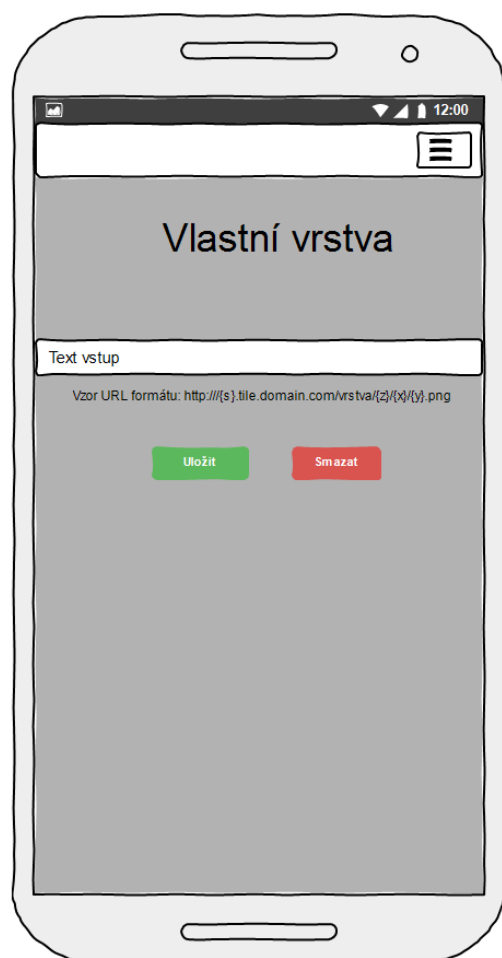 12:00
Vlastní vrstva
Text vstup
Vzor URL formátu: http:///{s}.tile.domain.com/vrstva/{z}/{x}/{y}.png
Uložit Smazat